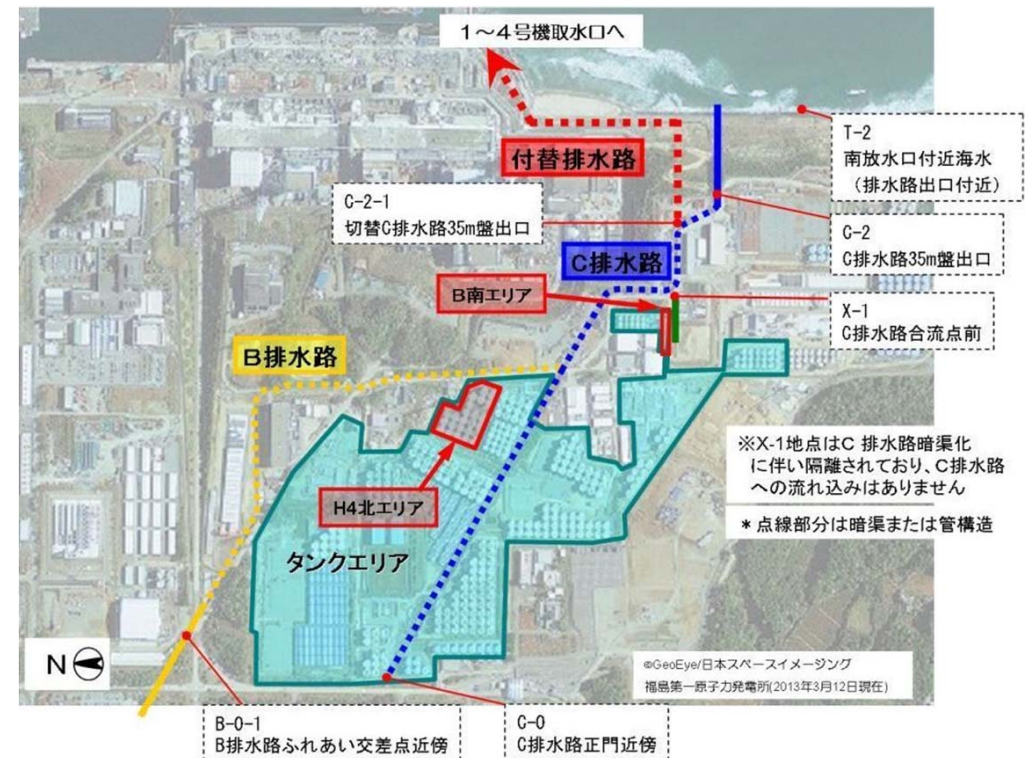 1～4号機取水口へ
付替排水路
T-2
南放水口付近海水
（排水路出口付近）
C-2-1
切替C排水路35m盤出口
C-2
C排水路35m盤出口
C排水路
B南エリア
X-1
C排水路合流点前
B排水路
※X-1地点はC 排水路暗渠化
に伴い隔離されており、C排水路
への流れ込みはありません
H4北エリア
＊点線部分は暗渠または管構造
タンクエリア
N
©GeoEye/日本スペースイメージング
福島第一原子力発電所(2013年3月12日現在)
B-0-1
B排水路ふれあい交差点近傍
C-0
C排水路正門近傍